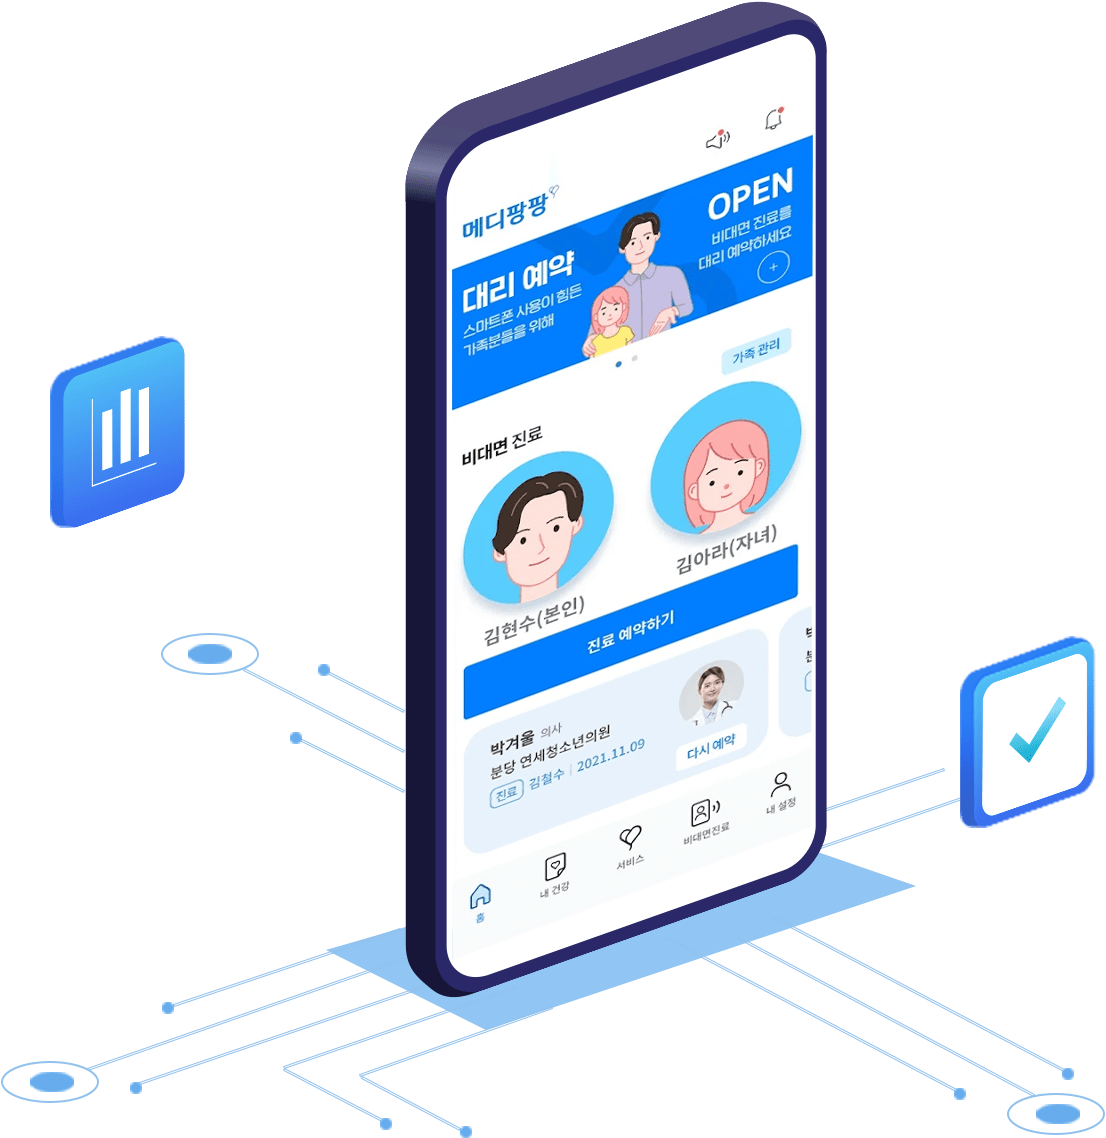 메디팡팡
대리 예약
스마트폰 사용이 힘든
가족분들을 위해
OPEN
비대면 진료를
대리 예약하세요
가족 관리
비대면 진료
김현수(본인)
김아라(자녀)
진료 예약하기
박겨울 의사
분당 연세청소년의원
진료 김철수 | 2021.11.09
다시 예약
홈
내 건강
서비스
비대면진료
내 설정